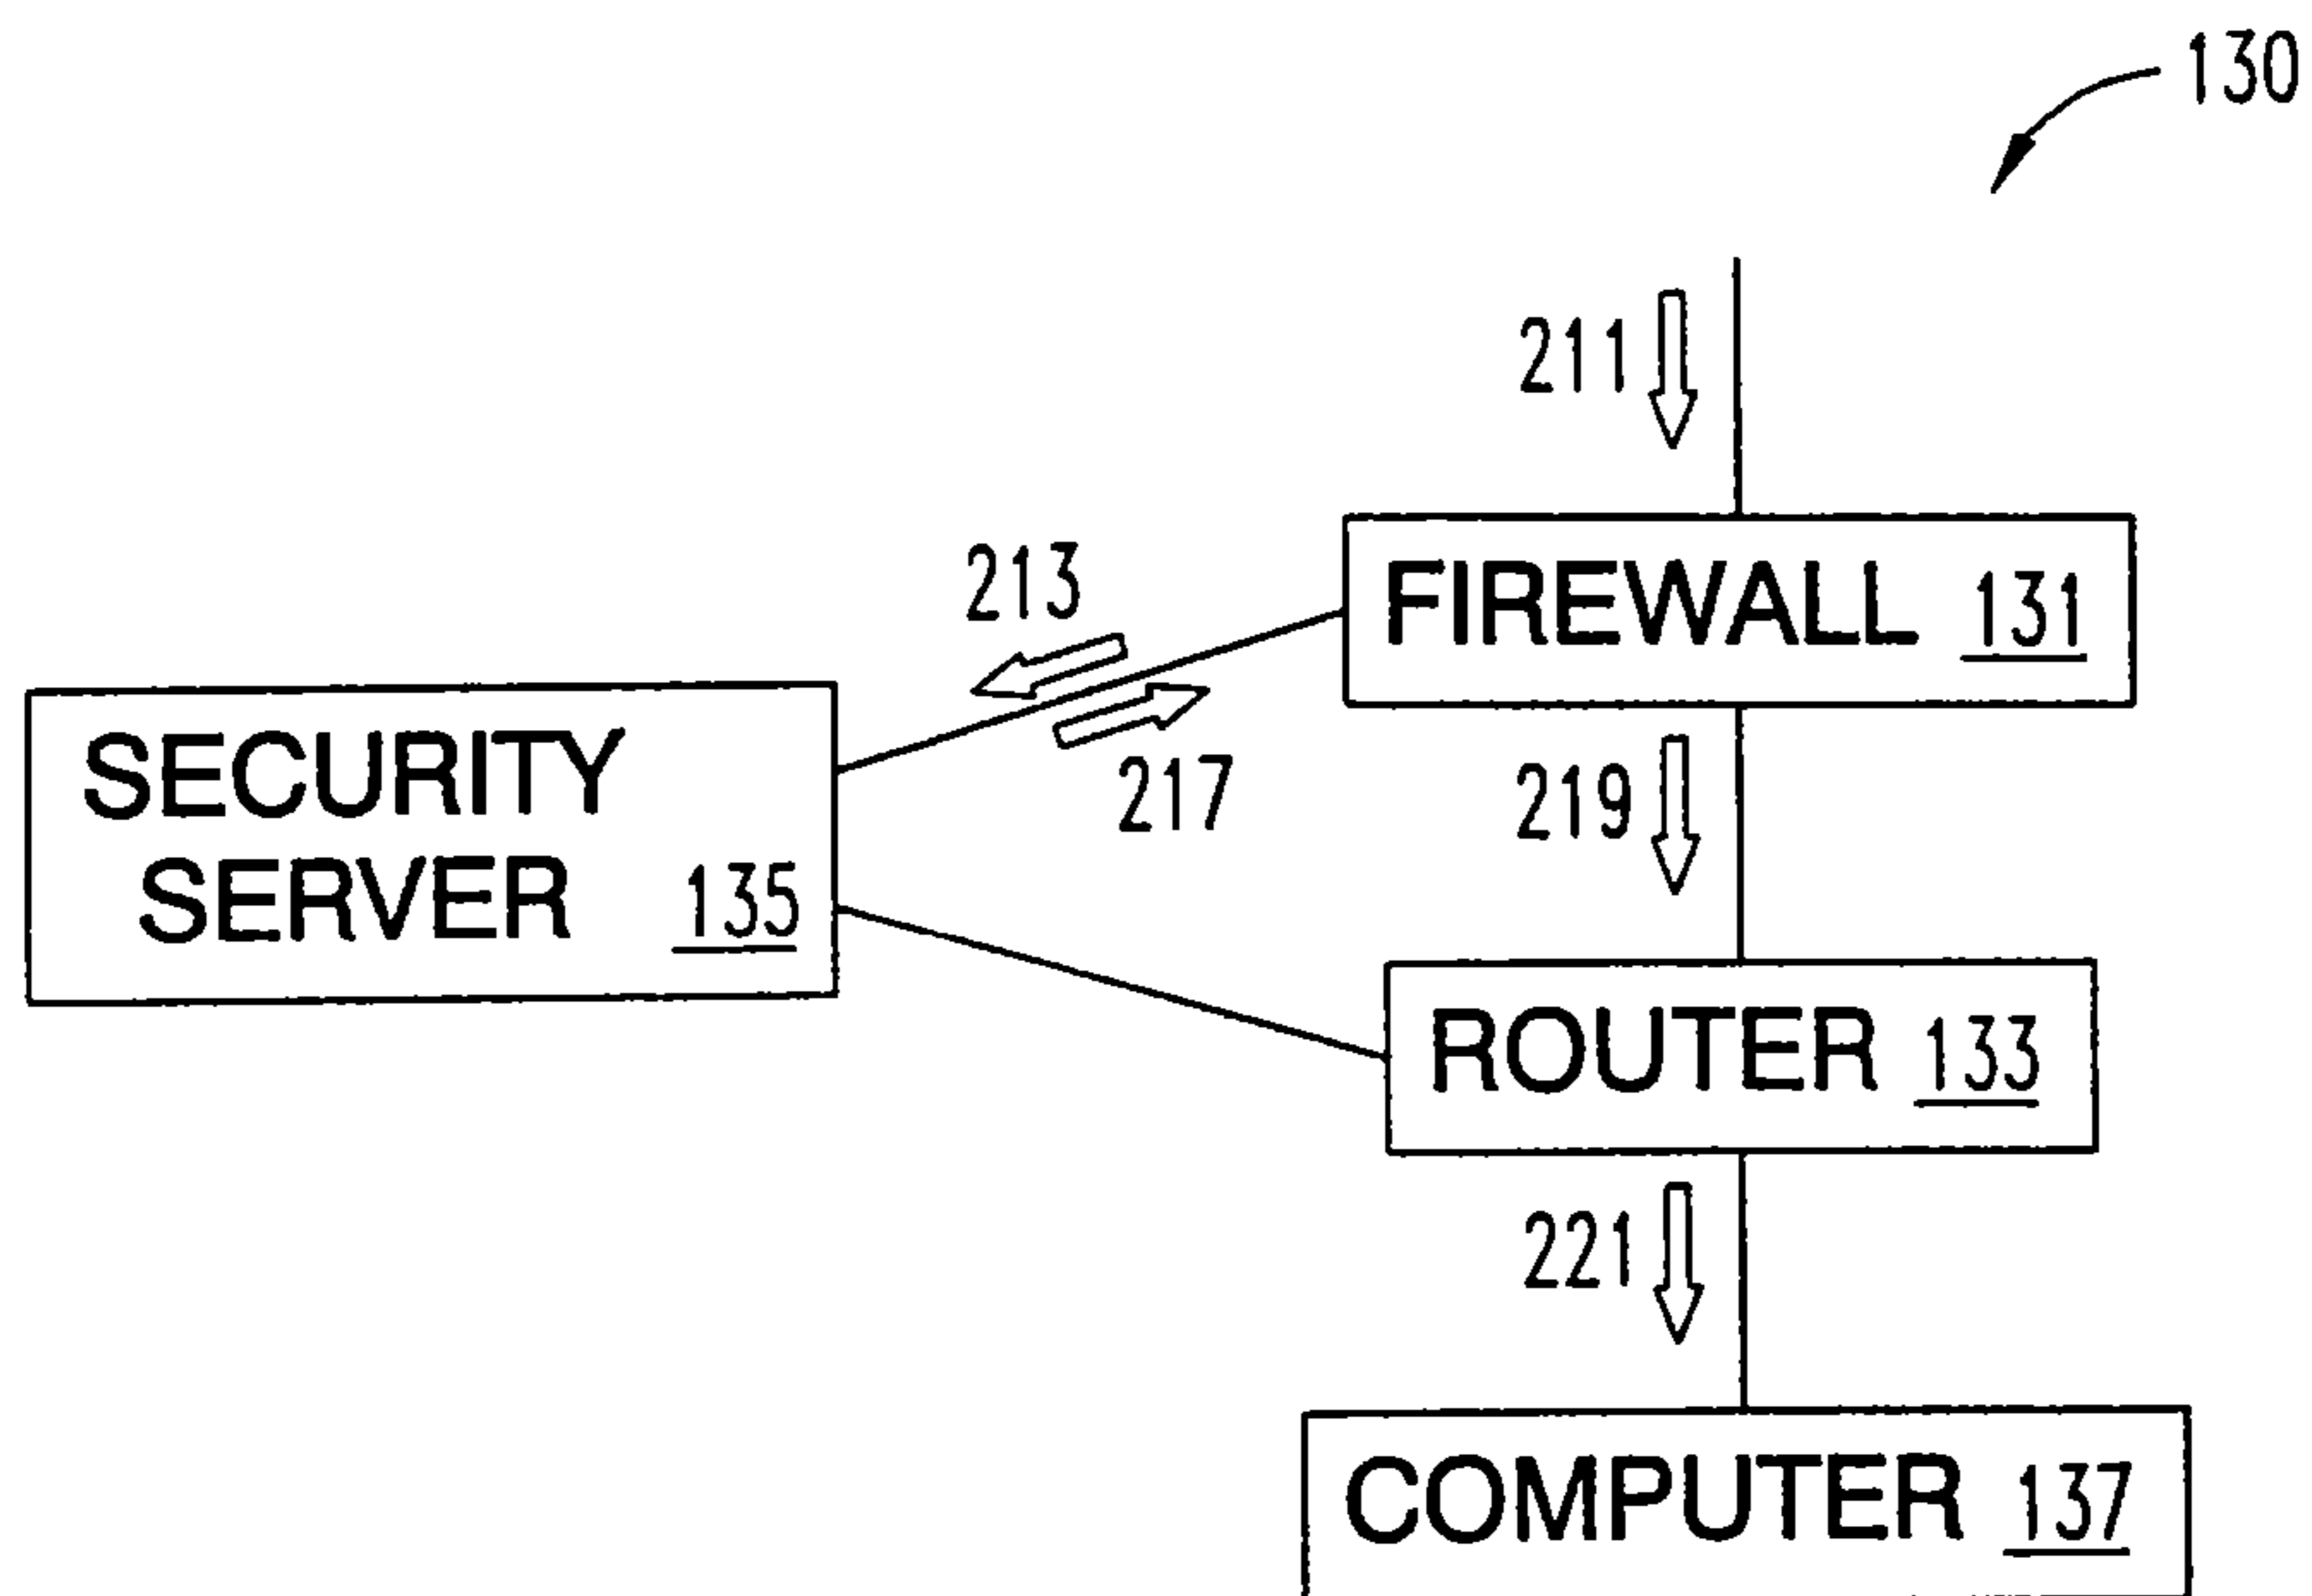 130
211
213
FIREWALL 131
SECURITY
SERVER 135
217
219
ROUTER 133
221
COMPUTER 137